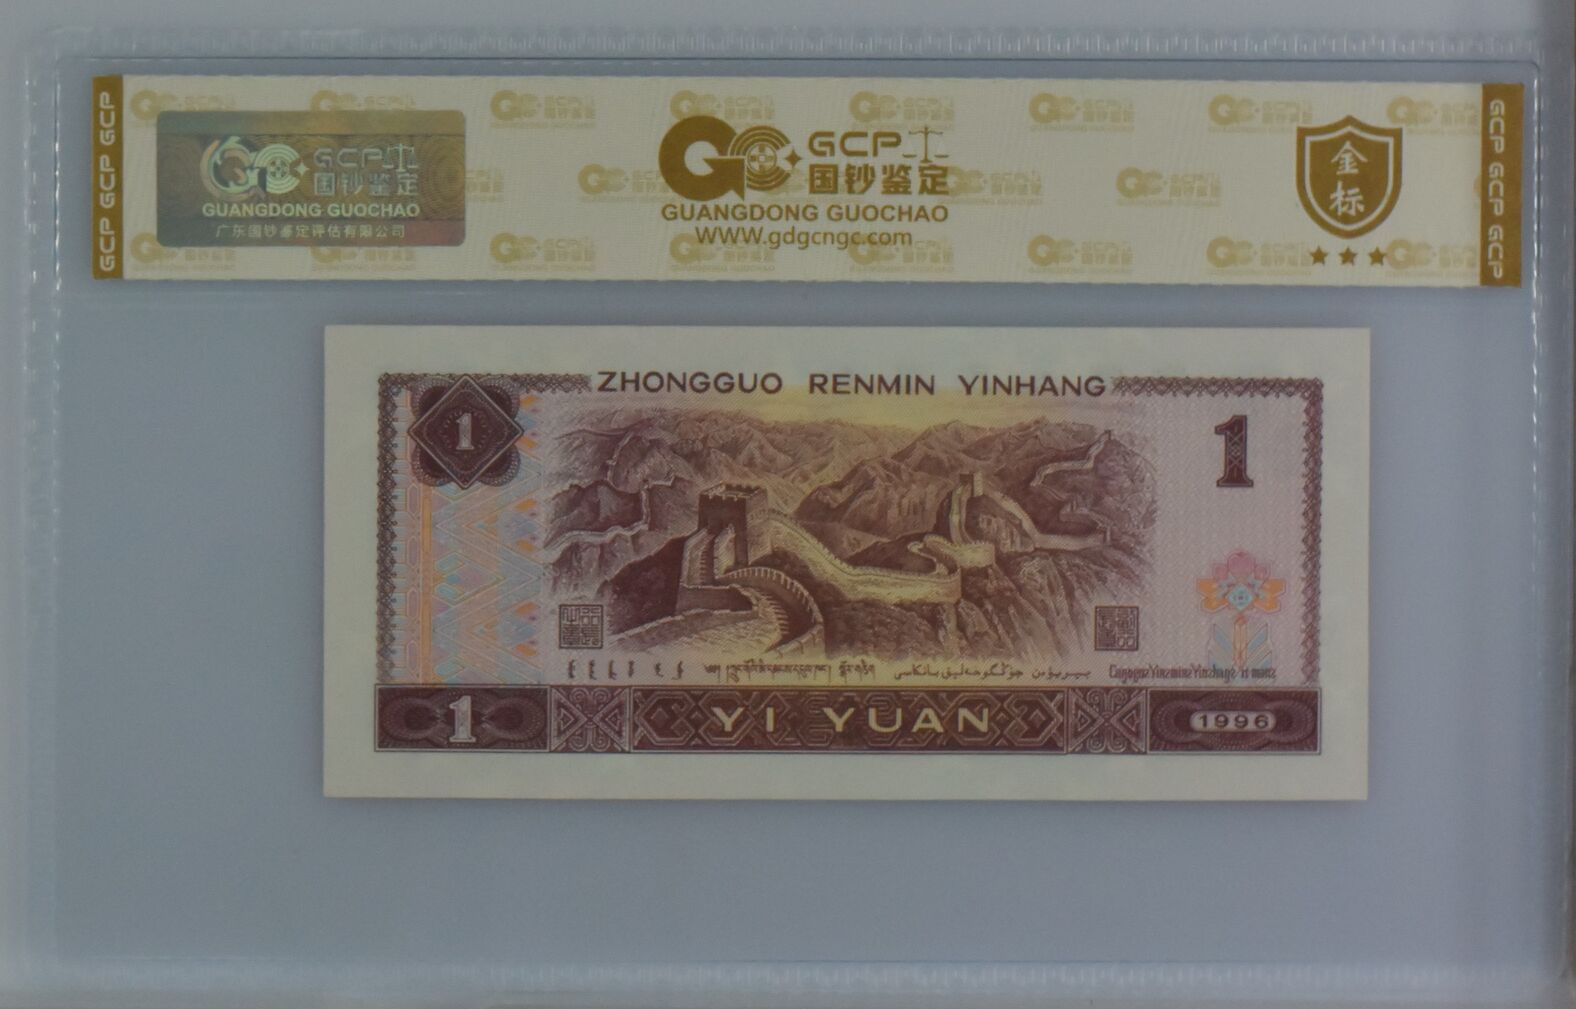 GCP GCP GCP
GCP
国钞鉴定
GUANGDONG GUOCHAO
广东国钞鉴定评估有限公司
GCP
国钞鉴定
GUANGDONG GUOCHAO
www.gdgcngc.com
金标
GCP GCP GCP
ZHONGGUO RENMIN YINHANG
1
1
1 YI YUAN 1996